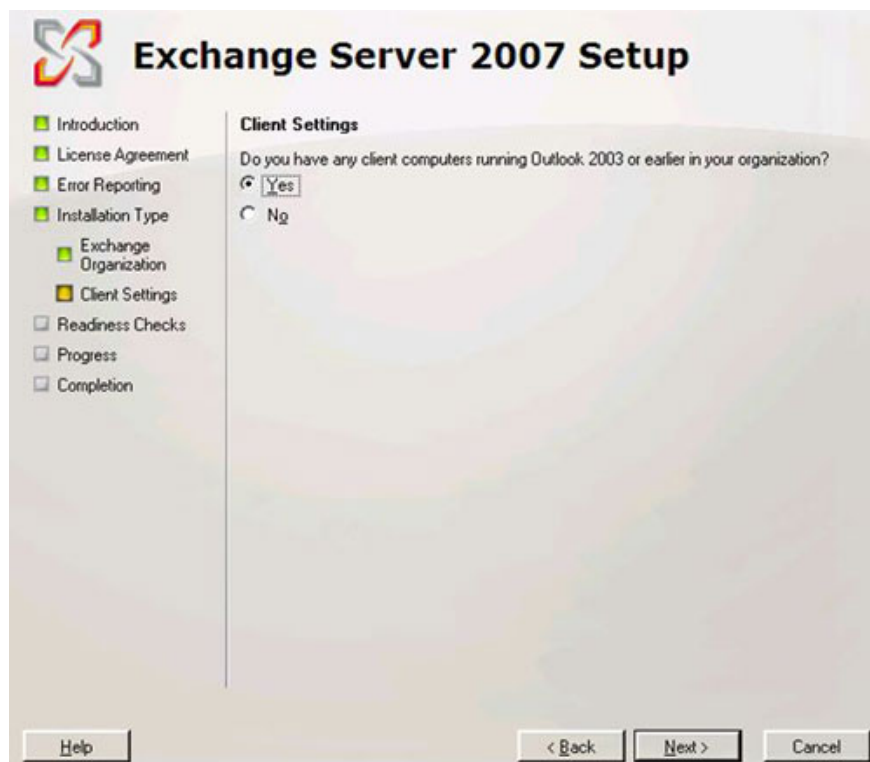 Exchange Server 2007 Setup
Introduction
License Agreement
Error Reporting
Installation Type
Exchange
Organization
Client Settings
Readiness Checks
Progress
Completion
Client Settings
Do you have any client computers running Outlook 2003 or earlier in your organization?
Yes
No
Help
< Back
Next >
Cancel